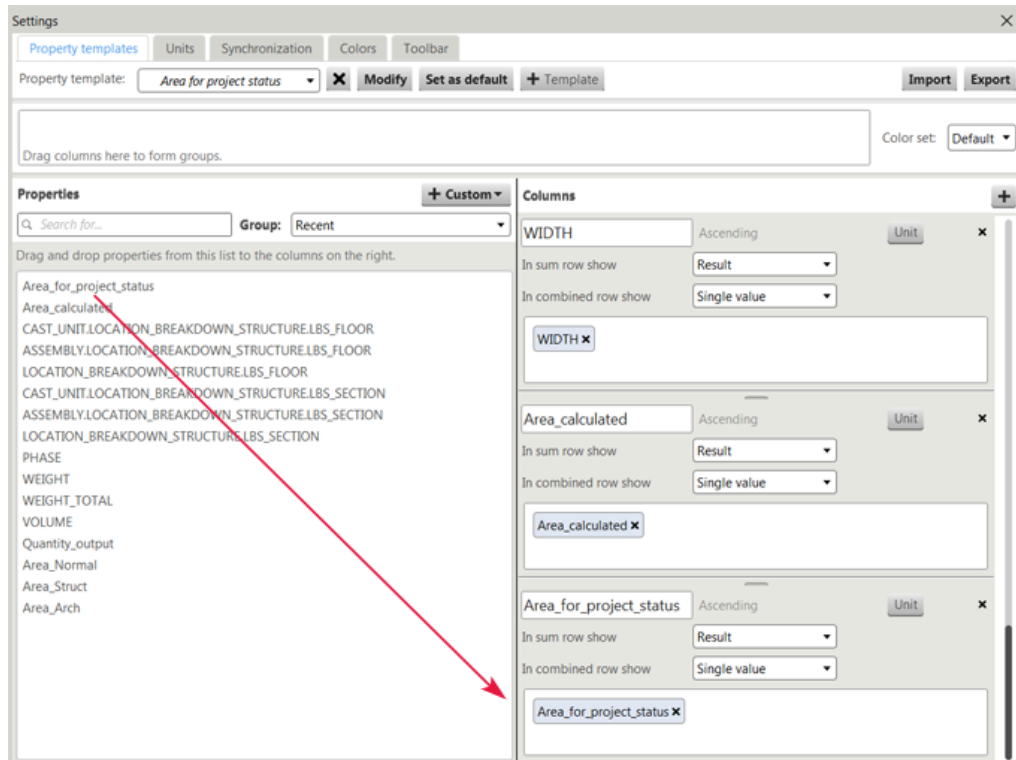 Settings
Property templates Units Synchronization Colors Toolbar
Property template: Area for project status Modify Set as default + Template Import Export
Drag columns here to form groups.
Color set: Default
Properties + Custom
Search for... Group: Recent
Drag and drop properties from this list to the columns on the right.
Area_for_project_status
Area_calculated
CAST_UNIT.LOCATION_BREAKDOWN_STRUCTURE.LBS_FLOOR
ASSEMBLY.LOCATION_BREAKDOWN_STRUCTURE.LBS_FLOOR
LOCATION_BREAKDOWN_STRUCTURE.LBS_FLOOR
CAST_UNIT.LOCATION_BREAKDOWN_STRUCTURE.LBS_SECTION
ASSEMBLY.LOCATION_BREAKDOWN_STRUCTURE.LBS_SECTION
LOCATION_BREAKDOWN_STRUCTURE.LBS_SECTION
PHASE
WEIGHT
WEIGHT_TOTAL
VOLUME
Quantity_output
Area_Normal
Area_Struct
Area_Arch
Columns
WIDTH Ascending Unit
In sum row show Result
In combined row show Single value
WIDTH
Area_calculated Ascending Unit
In sum row show Result
In combined row show Single value
Area_calculated
Area_for_project_status Ascending Unit
In sum row show Result
In combined row show Single value
Area_for_project_status